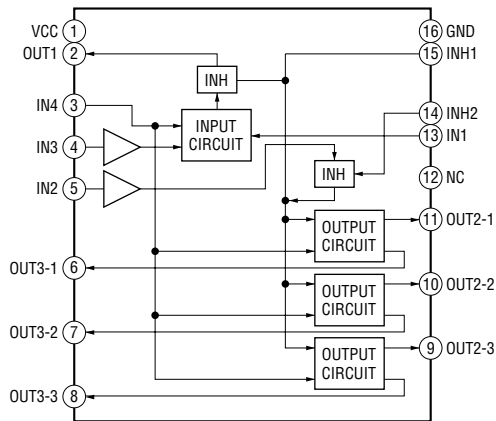 VCC 1
OUT1 2
IN4 3
IN3 4
IN2 5
OUT3-1 6
OUT3-2 7
OUT3-3 8
16 GND
15 INH1
14 INH2
13 IN1
12 NC
11 OUT2-1
10 OUT2-2
9 OUT2-3
INH
INPUT
CIRCUIT
INH
OUTPUT
CIRCUIT
OUTPUT
CIRCUIT
OUTPUT
CIRCUIT